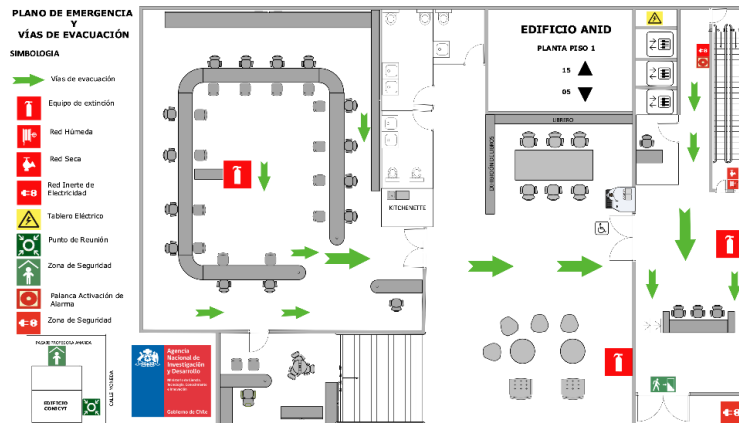 PLANO DE EMERGENCIA
Y
VÍAS DE EVACUACIÓN
SIMBOLOGIA
Vías de evacuación
Equipo de extinción
Red Húmeda
Red Seca
Red Inerte de
Electricidad
Tablero Eléctrico
Punto de Reunión
Zona de Seguridad
Palanca Activación de
Alarma
Zona de Seguridad
EDIFICIO
CONICYT
CALLE MONEDA
Agencia
Nacional de
Investigación
y Desarrollo
Gobierno de Chile
KITCHENETTE
EDIFICIO ANID
PLANTA PISO 1
15
05
LIBRERO